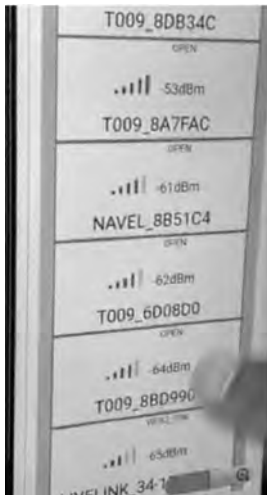 T009_8DB34C
OPEN
-53dBm
T009_8A7FAC
OPEN
-61dBm
NAVEL_8B51C4
OPEN
-62dBm
T009_6D08D0
OPEN
-64dBm
T009_8BD990
-65dBm